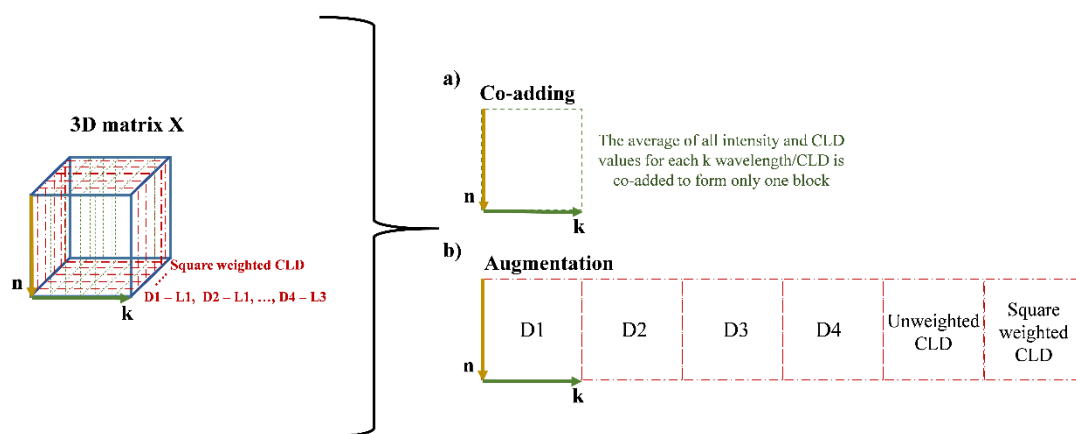 3D matrix X
n
k
Square weighted CLD
D1 – L1, D2 – L1, …, D4 – L3
a)
Co-adding
n
k
The average of all intensity and CLD
values for each k wavelength/CLD is
co-added to form only one block
b)
Augmentation
n
k
D1
D2
D3
D4
Unweighted
CLD
Square
weighted
CLD